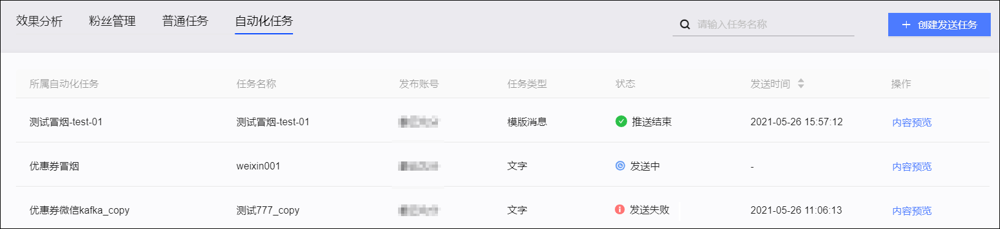 效果分析 粉丝管理 普通任务 自动化任务 请输入任务名称 创建发送任务
所属自动化任务 任务名称 发布账号 任务类型 状态 发送时间 操作
测试冒烟-test-01 测试冒烟-test-01 模版消息 推送结束 2021-05-26 15:57:12 内容预览
优惠券冒烟 weixin001 文字 发送中 - 内容预览
优惠券微信kafka_copy 测试777_copy 文字 发送失败 2021-05-26 11:06:13 内容预览